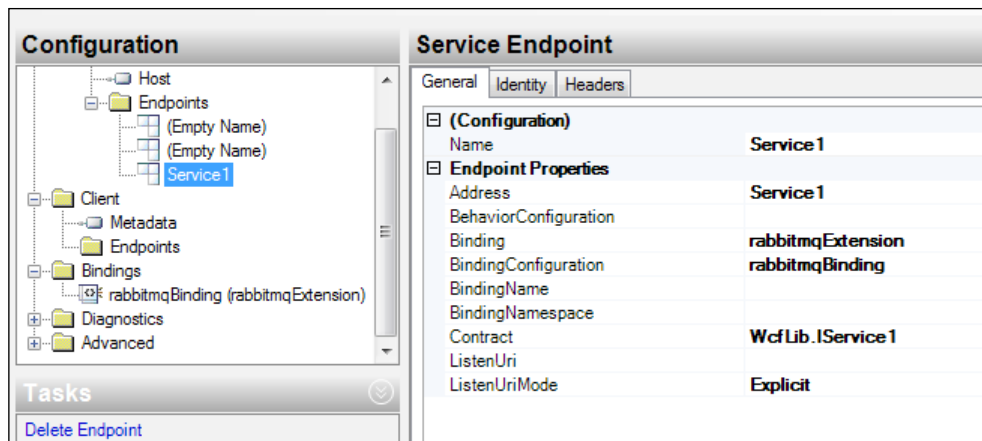 Configuration
Host
Endpoints
(Empty Name)
(Empty Name)
Service1
Client
Metadata
Endpoints
Bindings
rabbitmqBinding (rabbitmqExtension)
Diagnostics
Advanced
Tasks
Delete Endpoint
Service Endpoint
General Identity Headers
(Configuration)
Name Service1
Endpoint Properties
Address Service1
BehaviorConfiguration
Binding rabbitmqExtension
BindingConfiguration rabbitmqBinding
BindingName
BindingNamespace
Contract WcfLib.IService1
ListenUri
ListenUriMode Explicit